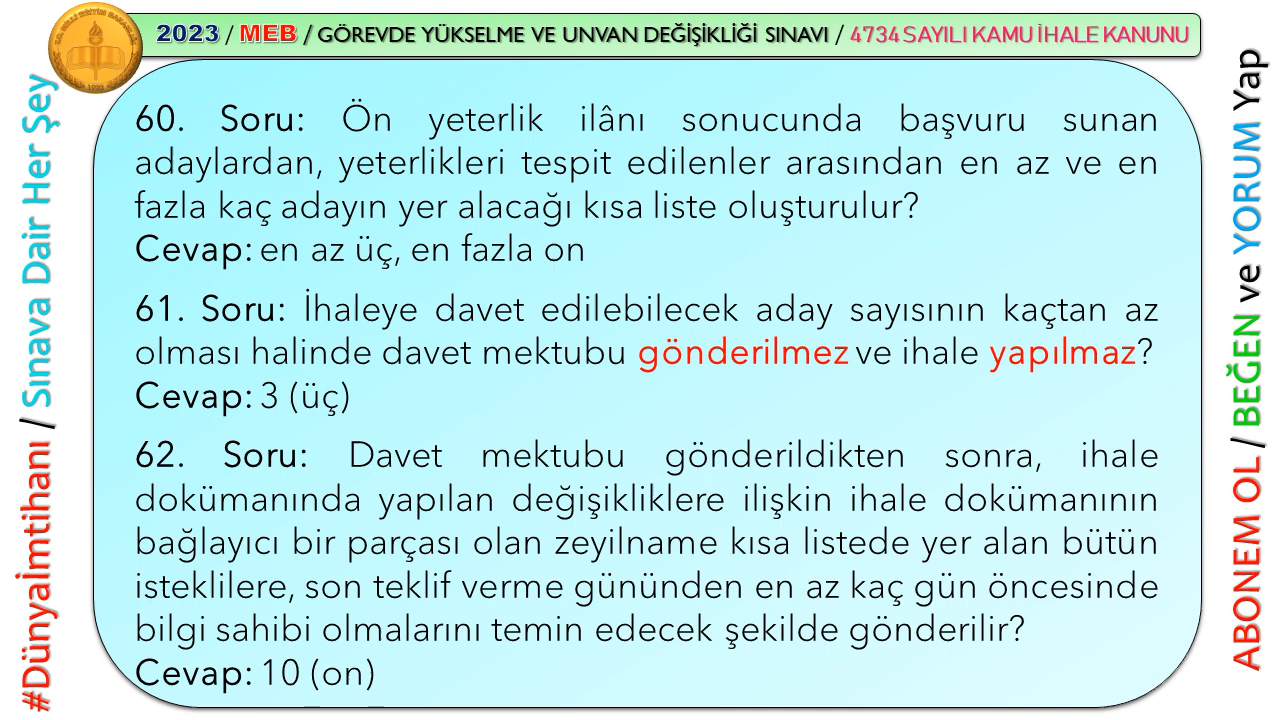 2023 / MEB / GÖREVDE YÜKSELME VE UNVAN DEĞİŞİKLİĞİ SINAVI / 4734 SAYILI KAMU İHALE KANUNU
#Dünyaİmtihanı / Sınava Dair Her Şey
60. Soru: Ön yeterlik ilânı sonucunda başvuru sunan
adaylardan, yeterlikleri tespit edilenler arasından en az ve en
fazla kaç adayın yer alacağı kısa liste oluşturulur?
Cevap: en az üç, en fazla on
61. Soru: İhaleye davet edilebilecek aday sayısının kaçtan az
olması halinde davet mektubu gönderilmez ve ihale yapılmaz?
Cevap: 3 (üç)
62. Soru: Davet mektubu gönderildikten sonra, ihale
dokümanında yapılan değişikliklere ilişkin ihale dokümanının
bağlayıcı bir parçası olan zeyilname kısa listede yer alan bütün
isteklilere, son teklif verme gününden en az kaç gün öncesinde
bilgi sahibi olmalarını temin edecek şekilde gönderilir?
Cevap: 10 (on)
ABONEM OL / BEĞEN ve YORUM Yap